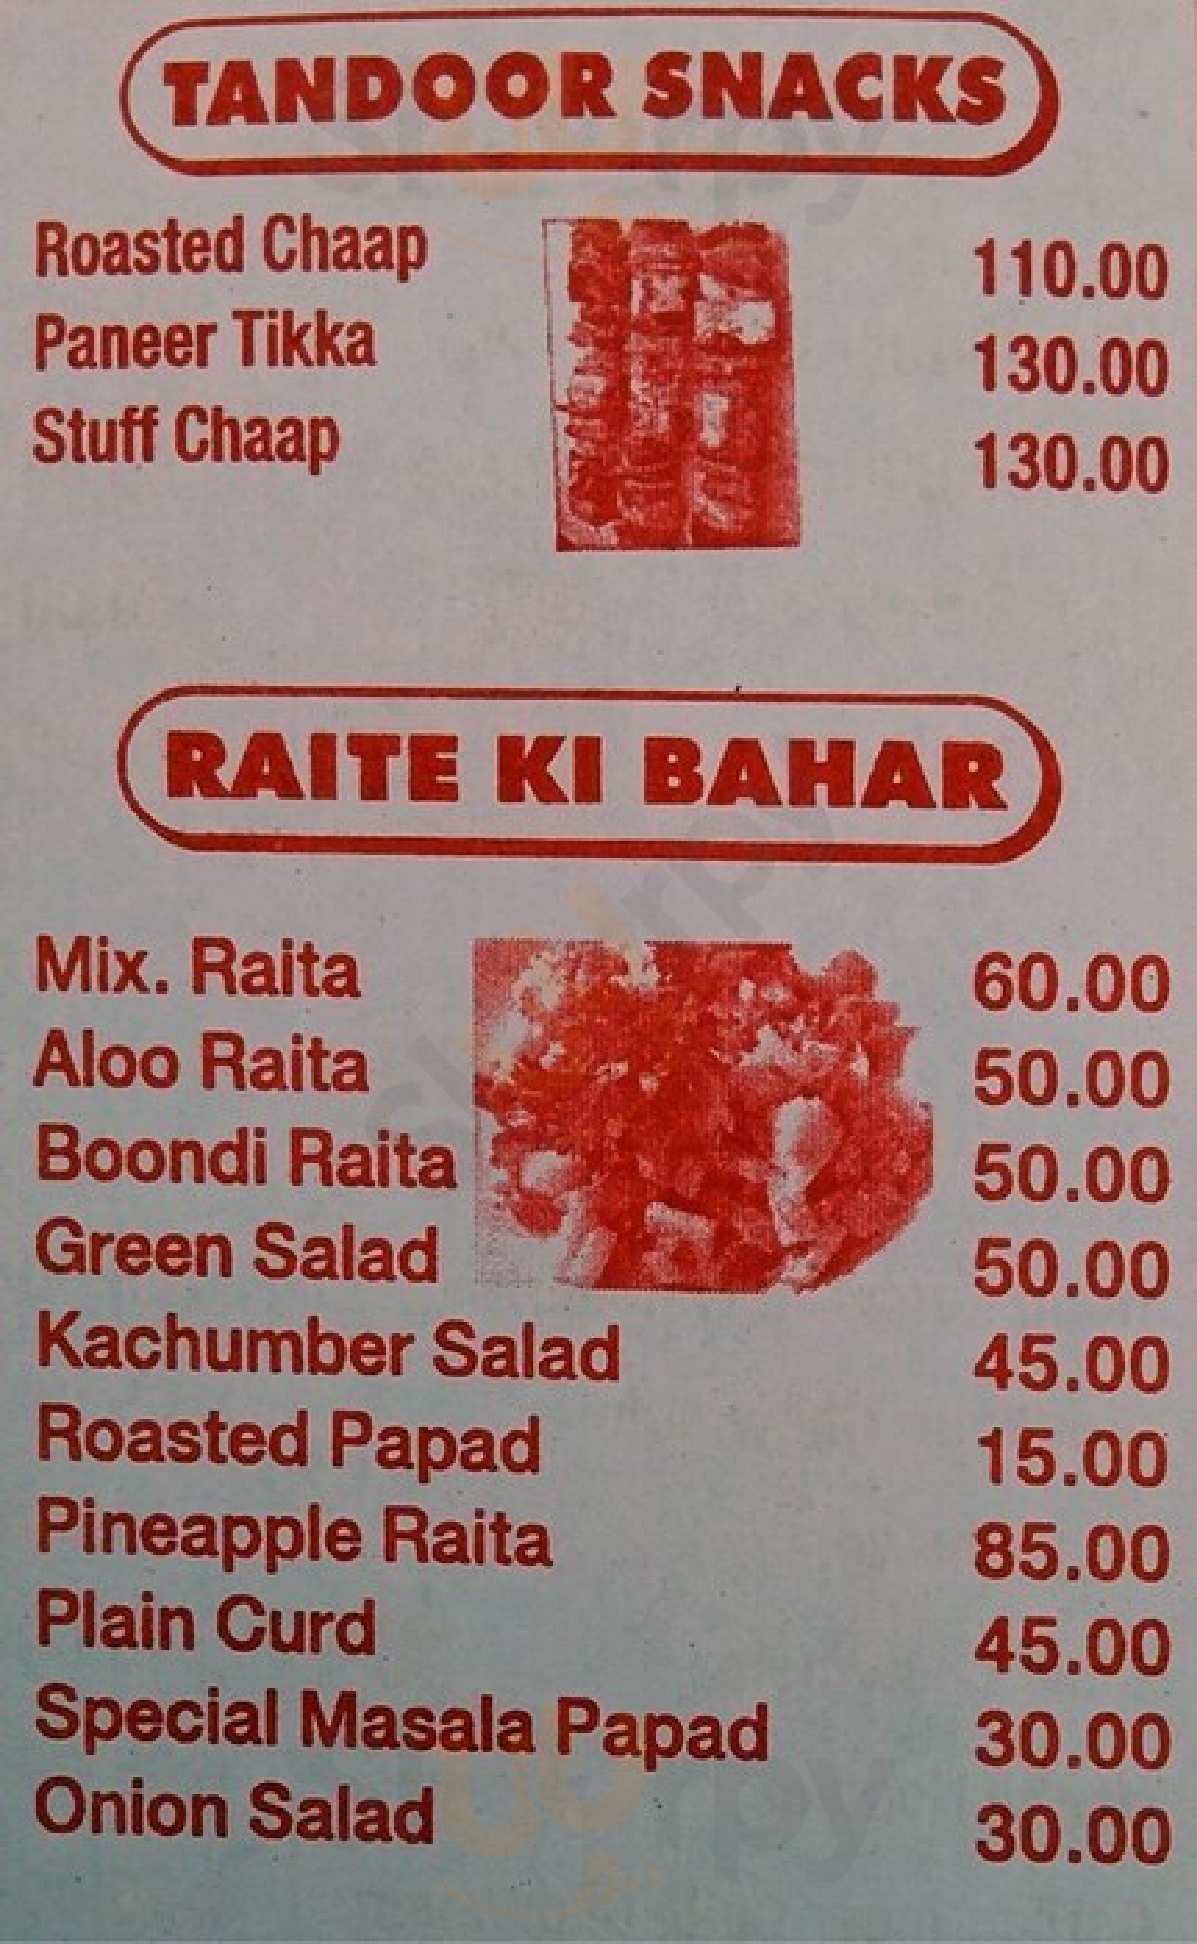 TANDOOR SNACKS
Roasted Chaap 110.00
Paneer Tikka 130.00
Stuff Chaap 130.00
RAITE KI BAHAR
Mix. Raita 60.00
Aloo Raita 50.00
Boondi Raita 50.00
Green Salad 50.00
Kachumber Salad 45.00
Roasted Papad 15.00
Pineapple Raita 85.00
Plain Curd 45.00
Special Masala Papad 30.00
Onion Salad 30.00